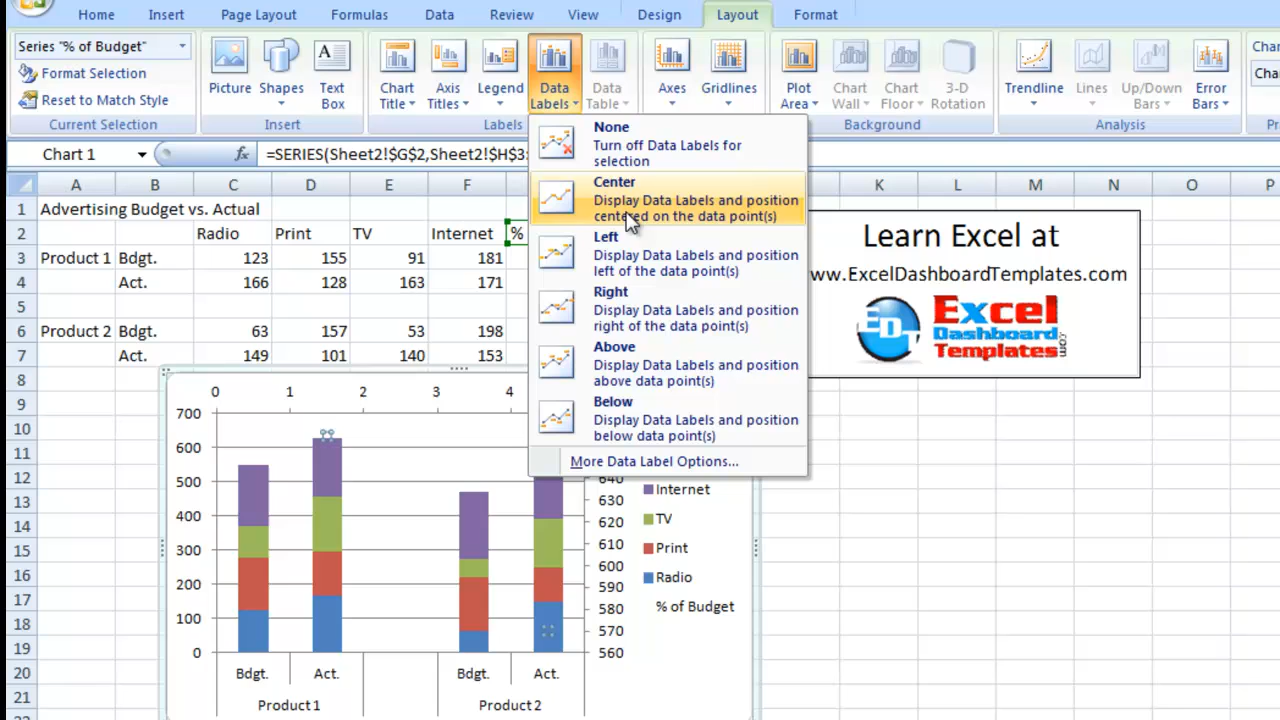 Home Insert Page Layout Formulas Data Review View Design Layout Format
Series "% of Budget"
Format Selection
Reset to Match Style
Current Selection
Picture Shapes Text Box
Insert
Chart Title Axis Titles Legend Data Labels Data Table
Labels
Axes Gridlines
Plot Area Chart Wall Chart Floor 3-D Rotation
Background
Trendline Lines Up/Down Bars Error Bars
Analysis
Chart 1
fx
=SERIES(Sheet2!$G$2,Sheet2!$H$3:
None
Turn off Data Labels for
selection
Center
Display Data Labels and position
centered on the data point(s)
Left
Display Data Labels and position
left of the data point(s)
Right
Display Data Labels and position
right of the data point(s)
Above
Display Data Labels and position
above data point(s)
Below
Display Data Labels and position
below data point(s)
More Data Label Options...
A B C D E F K L M N O P
1 Advertising Budget vs. Actual
2 Radio Print TV Internet %
3 Product 1 Bdgt. 123 155 91 181
4 Act. 166 128 163 171
5
6 Product 2 Bdgt. 63 157 53 198
7 Act. 149 101 140 153
8
9
10
11
12
13
14
15
16
17
18
19
20
21
Learn Excel at
www.ExcelDashboardTemplates.com
EDT
Excel
Dashboard
Templates
.com
0 1 2 3 4
700
600
500
400
300
200
100
0
640
630
620
610
600
590
580
570
560
Bdgt. Act. Bdgt. Act.
Product 1 Product 2
Internet
TV
Print
Radio
% of Budget